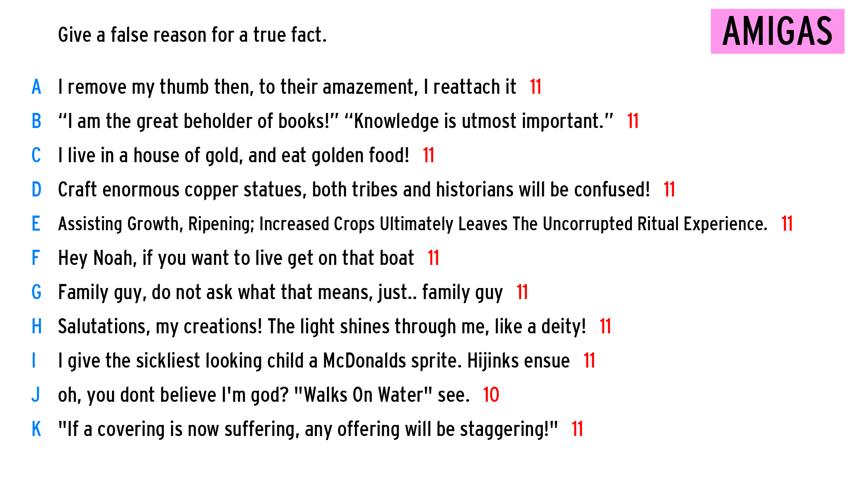 Give a false reason for a true fact.
AMIGAS
A I remove my thumb then, to their amazement, I reattach it 11
B “I am the great beholder of books!” “Knowledge is utmost important.” 11
C I live in a house of gold, and eat golden food! 11
D Craft enormous copper statues, both tribes and historians will be confused! 11
E Assisting Growth, Ripening; Increased Crops Ultimately Leaves The Uncorrupted Ritual Experience. 11
F Hey Noah, if you want to live get on that boat 11
G Family guy, do not ask what that means, just.. family guy 11
H Salutations, my creations! The light shines through me, like a deity! 11
I I give the sickliest looking child a McDonalds sprite. Hijinks ensue 11
J oh, you dont believe I'm god? "Walks On Water" see. 10
K "If a covering is now suffering, any offering will be staggering!" 11